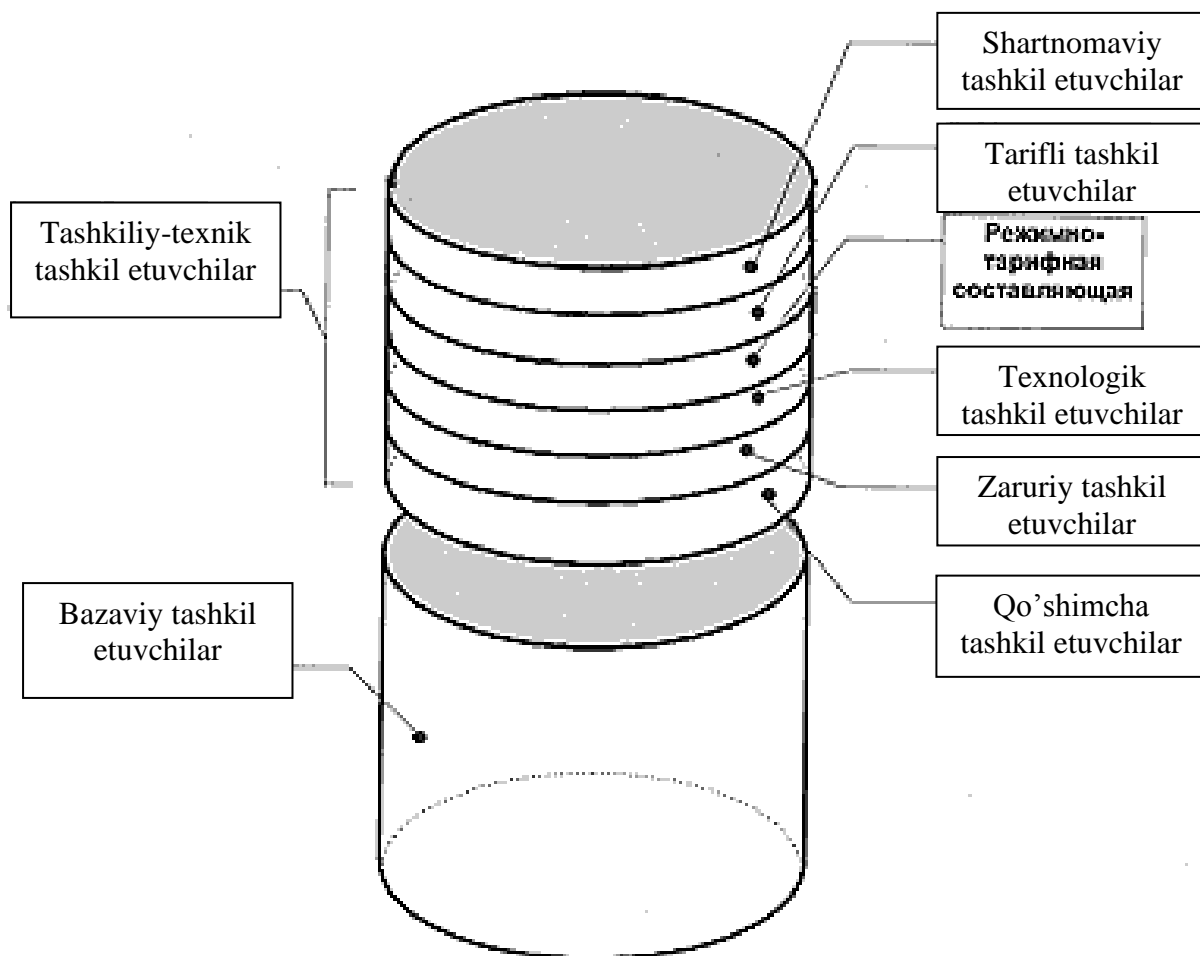 Shartnomaviy
tashkil etuvchilar
Tarifli tashkil
etuvchilar
Режимно-
тарифная
составляющая
Tashkiliy-texnik
tashkil etuvchilar
Texnologik
tashkil etuvchilar
Zaruriy tashkil
etuvchilar
Qo’shimcha
tashkil etuvchilar
Bazaviy tashkil
etuvchilar